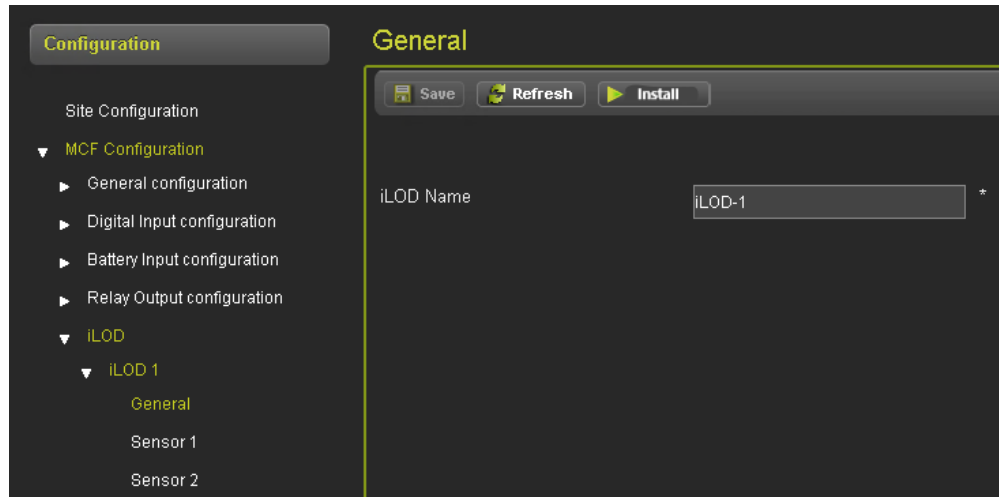 Configuration
General
Save Refresh Install
Site Configuration
MCF Configuration
General configuration
iLOD Name iLOD-1 *
Digital Input configuration
Battery Input configuration
Relay Output configuration
iLOD
iLOD 1
General
Sensor 1
Sensor 2